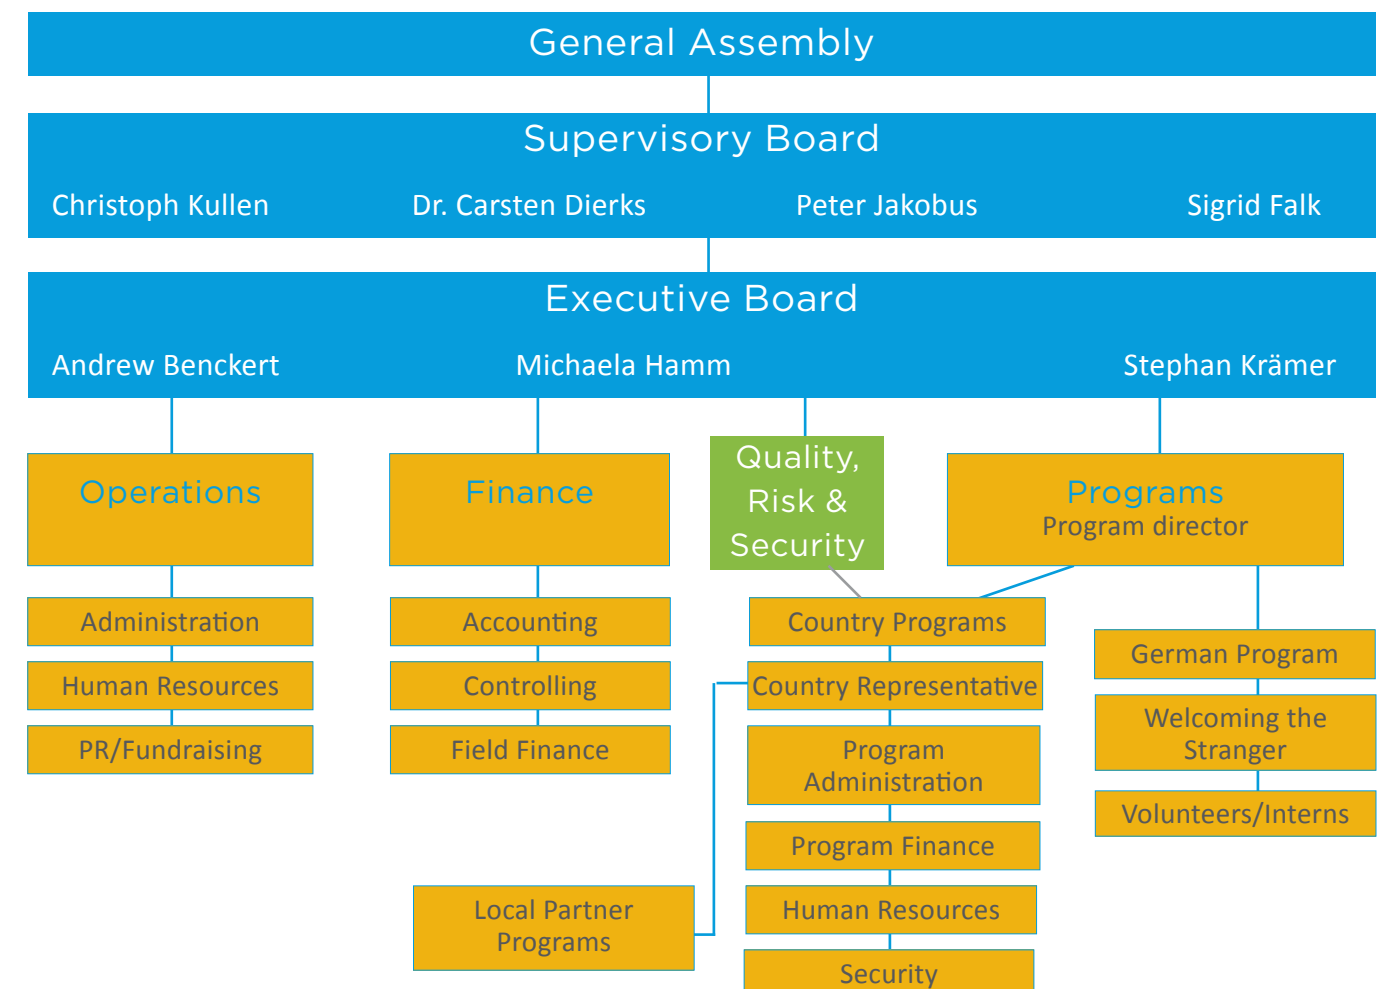 General Assembly
Supervisory Board
Christoph Kullen
Dr. Carsten Dierks
Peter Jakobus
Sigrid Falk
Executive Board
Andrew Benckert
Michaela Hamm
Stephan Krämer
Operations
Administration
Human Resources
PR/Fundraising
Finance
Accounting
Controlling
Field Finance
Quality,
Risk &
Security
Programs
Program director
Country Programs
Country Representative
Program
Administration
Program Finance
Human Resources
Security
Local Partner
Programs
German Program
Welcoming the
Stranger
Volunteers/Interns